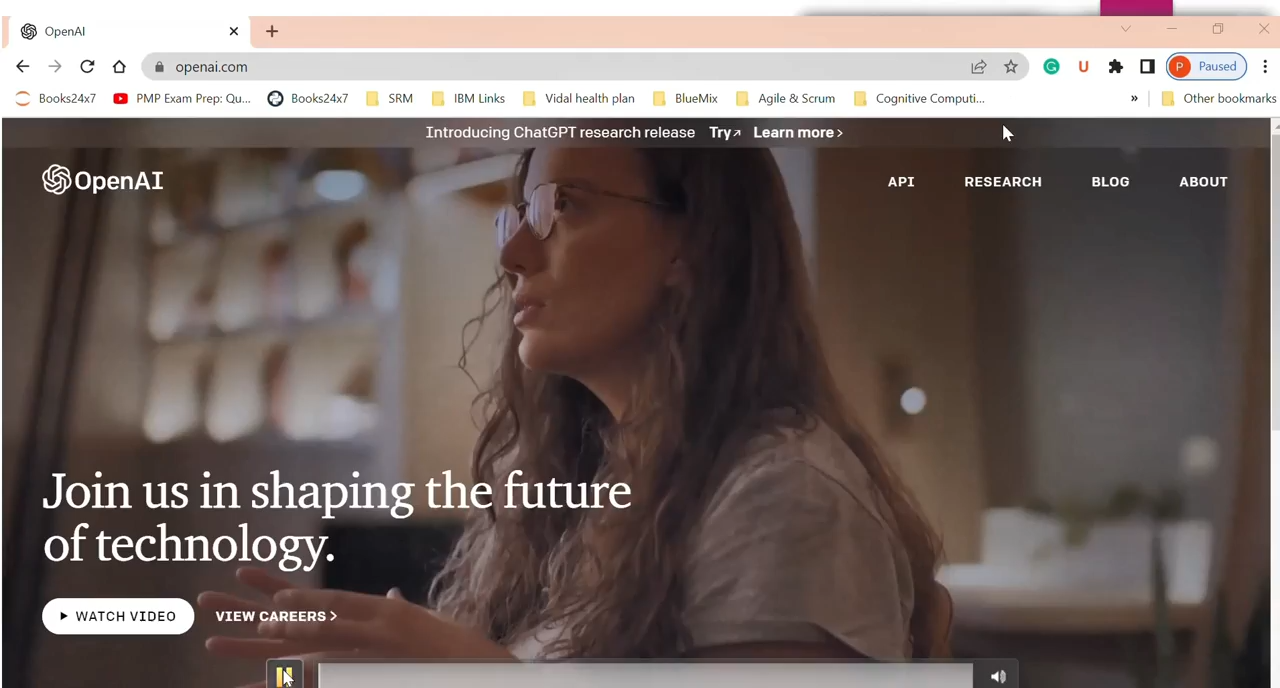 OpenAI
openai.com
P Paused
Books24x7 PMP Exam Prep: Qu... Books24x7 SRM IBM Links Vidal health plan BlueMix Agile & Scrum Cognitive Computi... » Other bookmarks
Introducing ChatGPT research release Try↗ Learn more >
OpenAI API RESEARCH BLOG ABOUT
Join us in shaping the future
of technology.
WATCH VIDEO VIEW CAREERS >